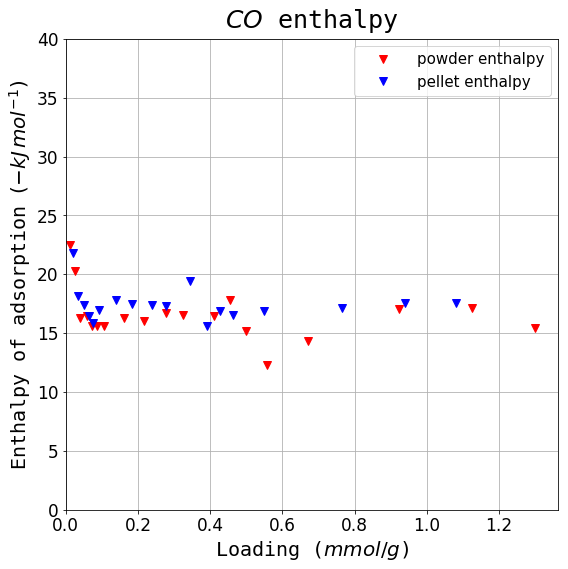 CO enthalpy
powder enthalpy
pellet enthalpy
Enthalpy of adsorption (−kJ mol⁻¹)
40
35
30
25
20
15
10
5
0
0.0 0.2 0.4 0.6 0.8 1.0 1.2
Loading (mmol/g)